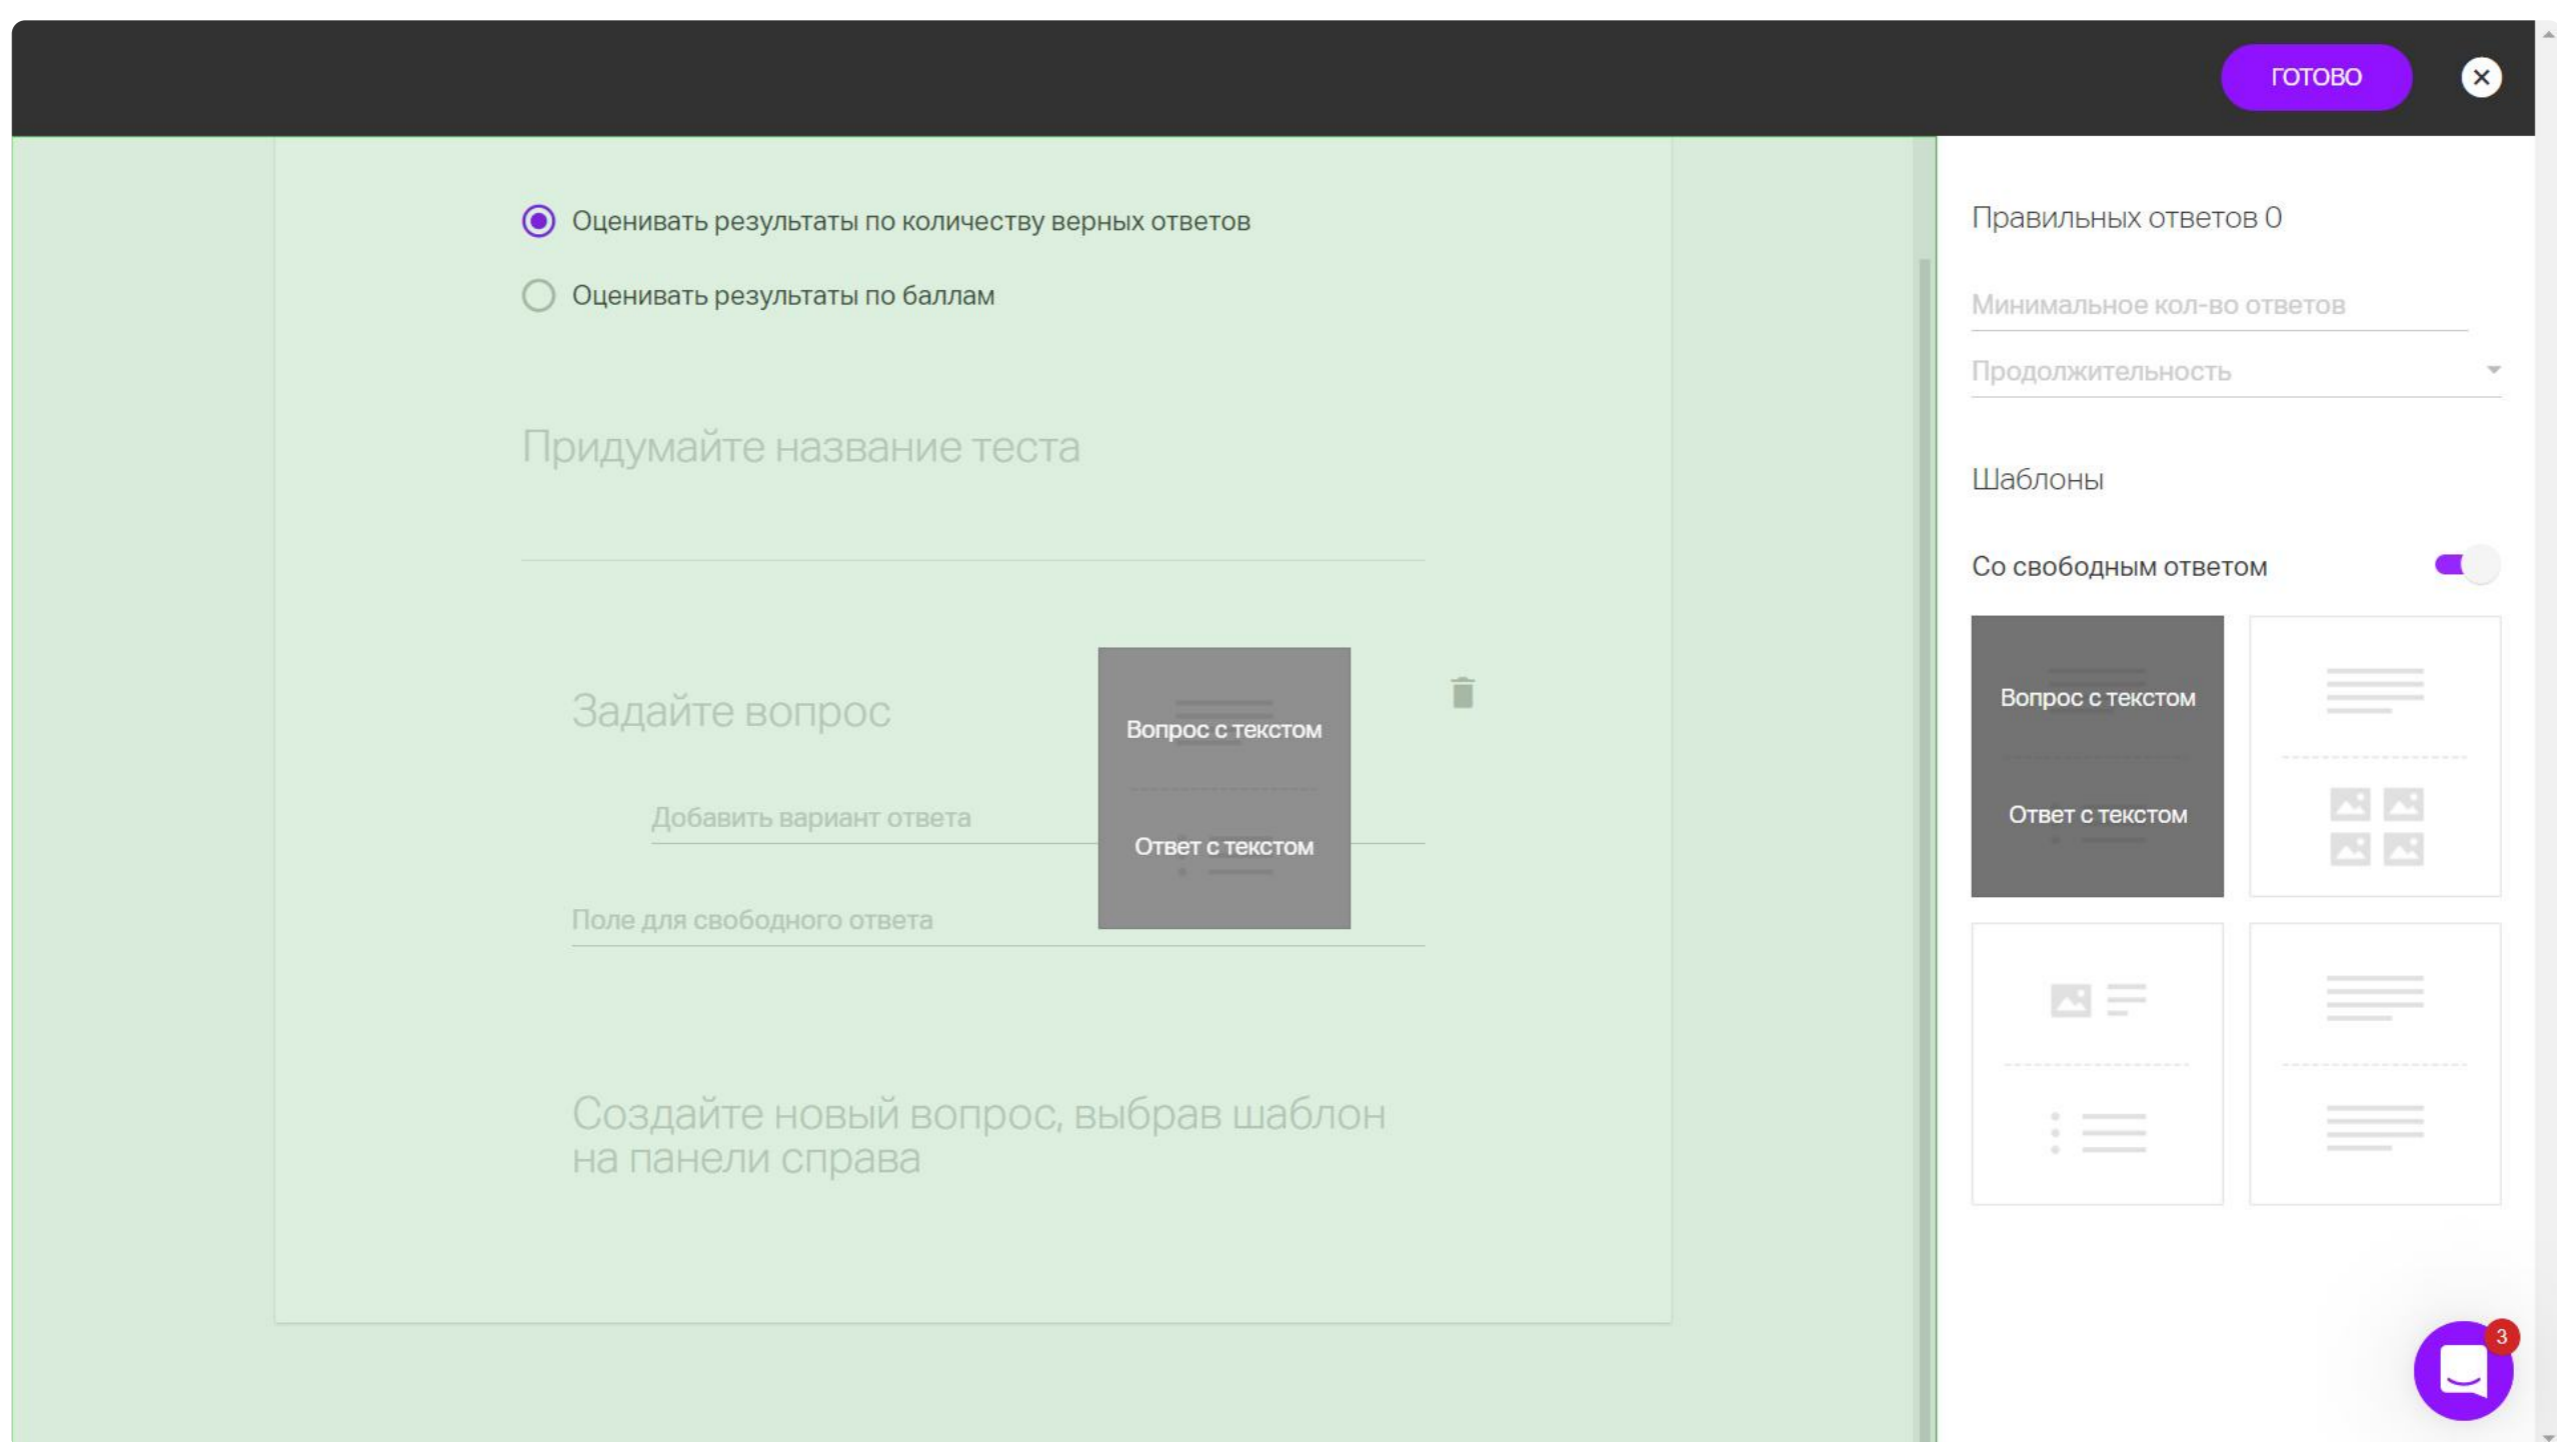 ГОТОВО
Оценивать результаты по количеству верных ответов
Оценивать результаты по баллам
Придумайте название теста
Задайте вопрос
Добавить вариант ответа
Поле для свободного ответа
Вопрос с текстом
Ответ с текстом
Создайте новый вопрос, выбрав шаблон
на панели справа
Правильных ответов 0
Минимальное кол-во ответов
Продолжительность
Шаблоны
Со свободным ответом
Вопрос с текстом
Ответ с текстом
3